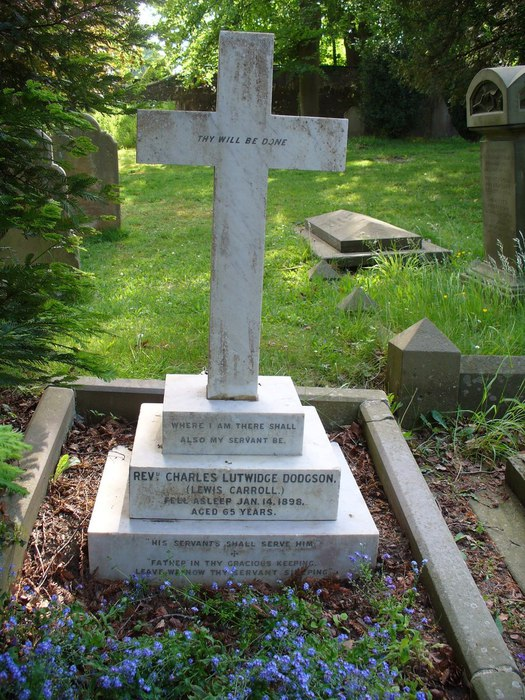 THY WILL BE DONE
WHERE I AM THERE SHALL
ALSO MY SERVANT BE.
REVD. CHARLES LUTWIDGE DODGSON,
(LEWIS CARROLL.)
FELL ASLEEP JAN. 14, 1898,
AGED 65 YEARS.
HIS SERVANTS SHALL SERVE HIM.
"FATHER IN THY GRACIOUS KEEPING,
LEAVE WE NOW THY SERVANT SLEEPING."